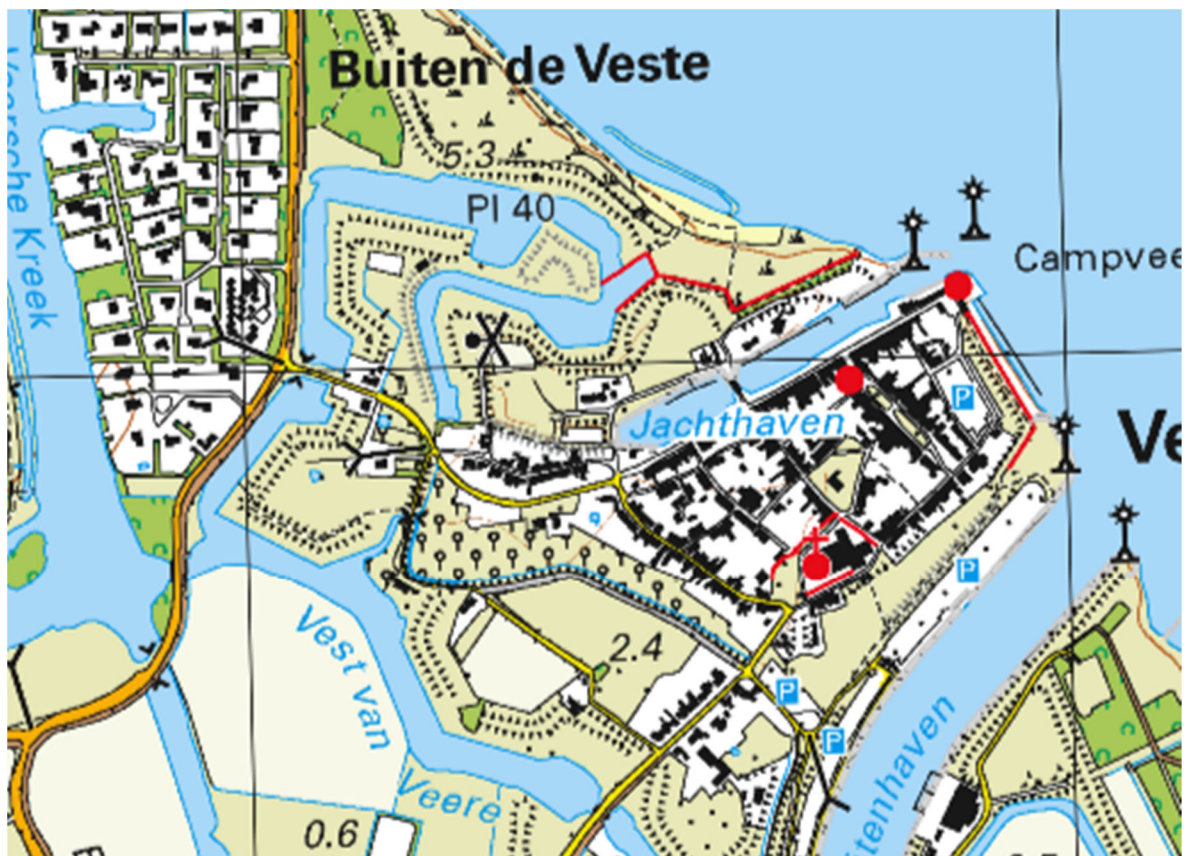 Buiten de Veste
5.3
Pl 40
Veersche Kreek
Campvee
Jachthaven
P
Ve
P
2.4
Vest van
Veere
P
P
tenhaven
0.6